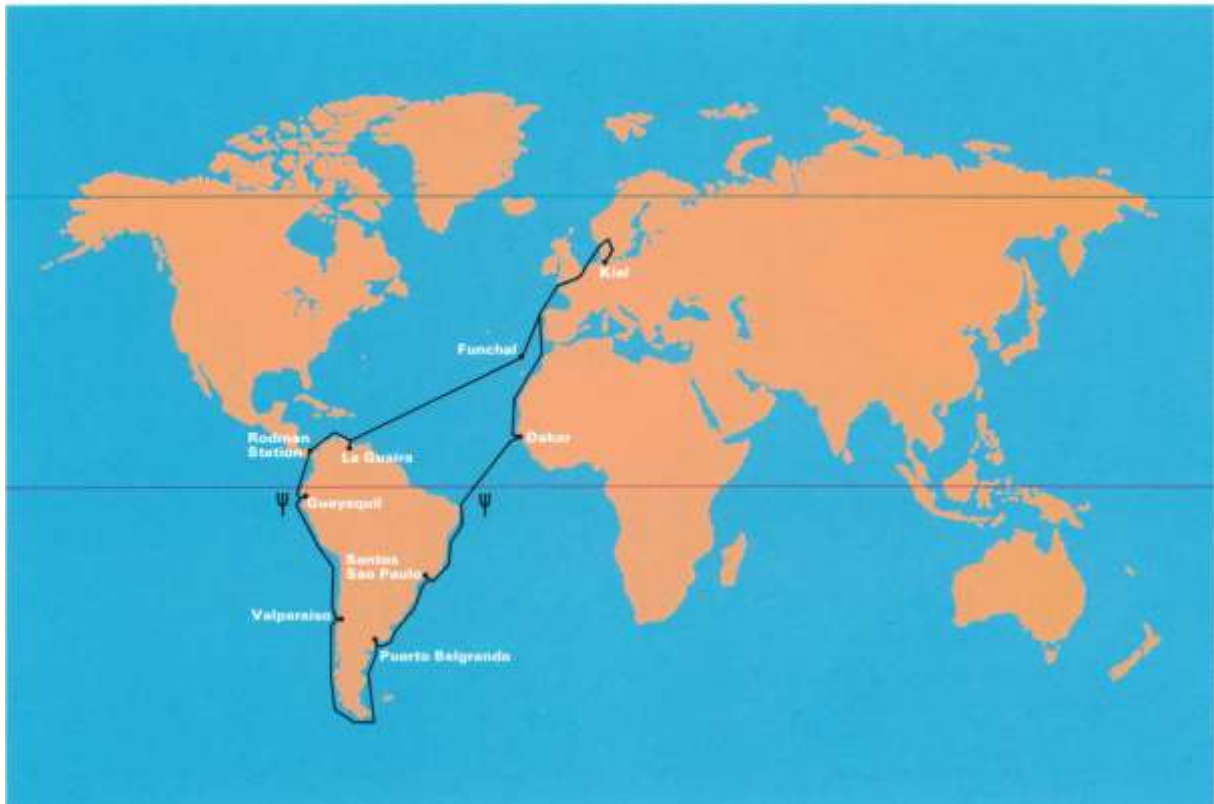 Kiel
Funchal
Rodman
Station
La Guaira
Dakar
Guayaquil
Santos
Sao Paulo
Valparaiso
Puerto Belgrando